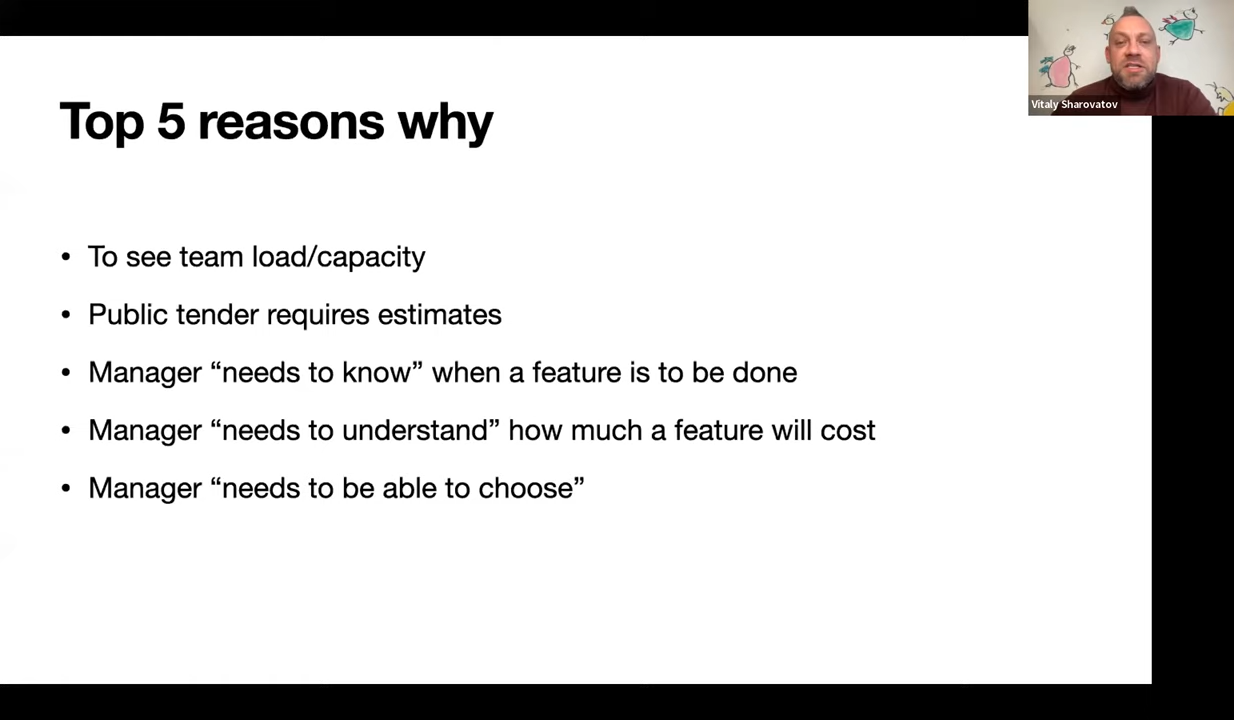 Top 5 reasons why
• To see team load/capacity
• Public tender requires estimates
• Manager “needs to know” when a feature is to be done
• Manager “needs to understand” how much a feature will cost
• Manager “needs to be able to choose”
Vitaly Sharovatov